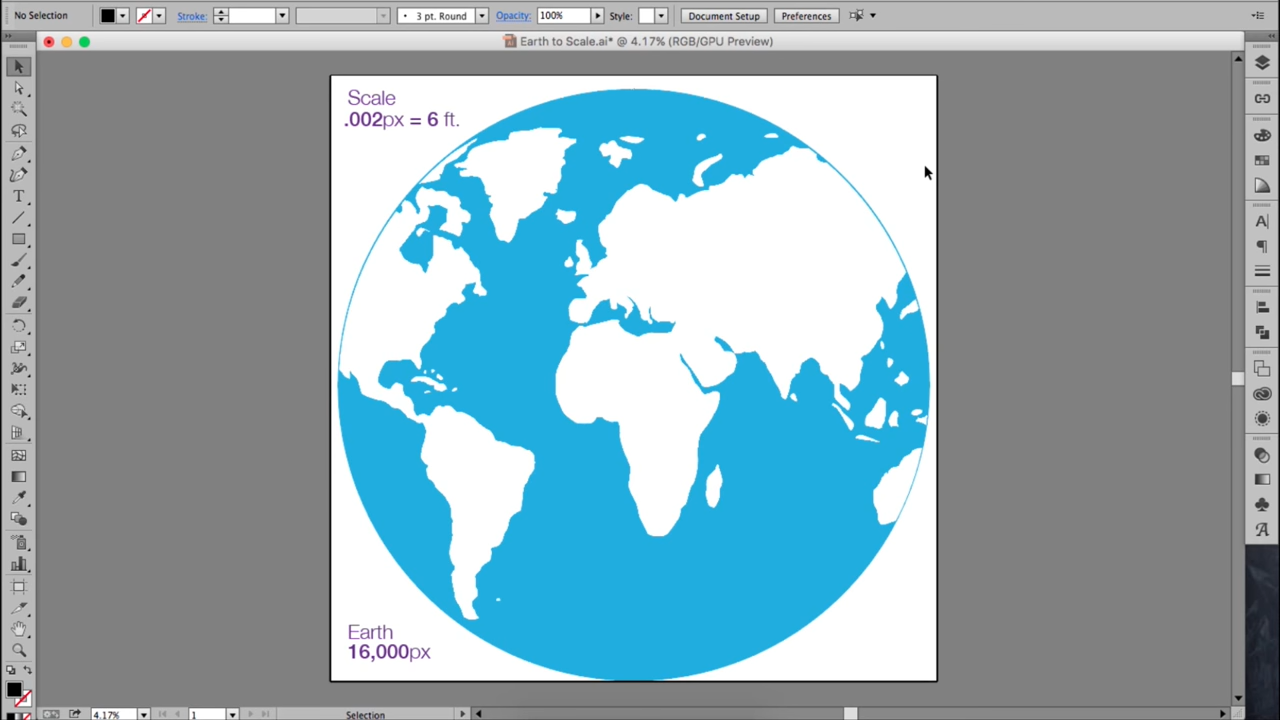 No Selection
Stroke:
3 pt. Round
Opacity:
100%
Style:
Document Setup
Preferences
Earth to Scale.ai* @ 4.17% (RGB/GPU Preview)
Scale
.002px = 6 ft.
Earth
16,000px
4.17%
1
Selection